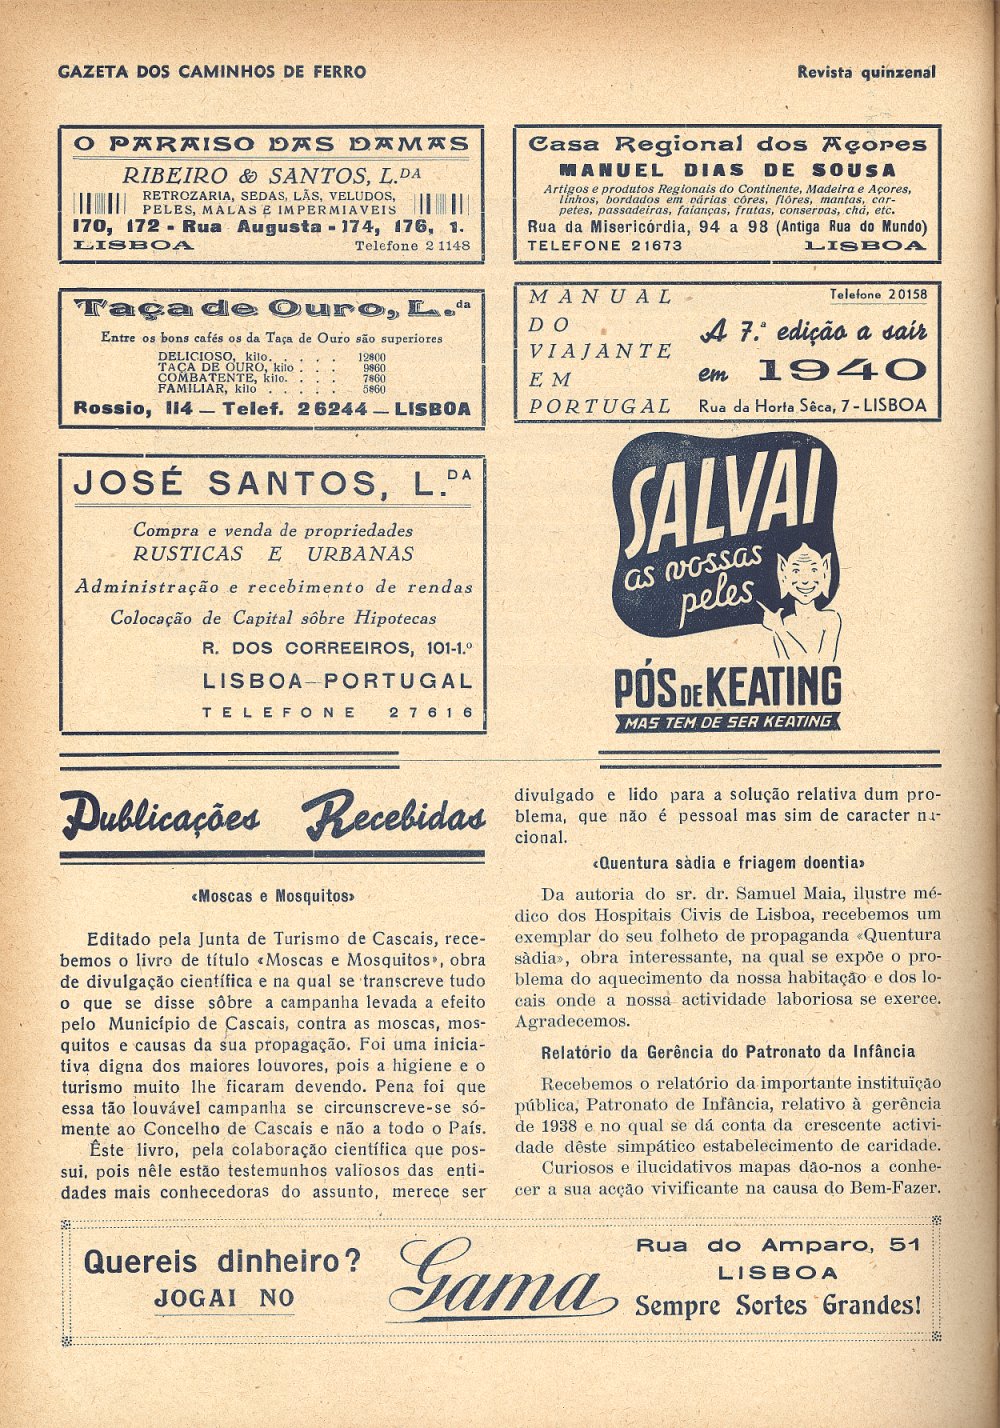 GAZETA DOS CAMINHOS DE FERRO
Revista quinzenal
O PARAISO DAS DAMAS
RIBEIRO & SANTOS, L.DA
RETROZARIA, SEDAS, LÃS, VELUDOS,
PELES, MALAS E IMPERMIAVEIS
170, 172 - Rua Augusta - 174, 176, 1.
LISBOA Telefone 2 1148
Casa Regional dos Açores
MANUEL DIAS DE SOUSA
Artigos e produtos Regionais do Continente, Madeira e Açores,
linhos, bordados em várias côres, flôres, mantas, car-
petes, passadeiras, faianças, frutas, conservas, chá, etc.
Rua da Misericórdia, 94 a 98 (Antiga Rua do Mundo)
TELEFONE 21673 LISBOA
Taça de Ouro, L.da
Entre os bons cafés os da Taça de Ouro são superiores
DELICIOSO, kilo. . . . . 12$00
TAÇA DE OURO, kilo . . . 9$60
COMBATENTE, kilo. . . . 7$60
FAMILIAR, kilo . . . . . 5$60
Rossio, 114 — Telef. 2 6244 — LISBOA
MANUAL
DO
VIAJANTE
EM
PORTUGAL
Telefone 2 0158
A 7.ª edição a saír
em 1940
Rua da Horta Sêca, 7 - LISBOA
JOSÉ SANTOS, L.DA
Compra e venda de propriedades
RUSTICAS E URBANAS
Administração e recebimento de rendas
Colocação de Capital sôbre Hipotecas
R. DOS CORREEIROS, 101-1.º
LISBOA—PORTUGAL
TELEFONE 27616
SALVAI
as vossas
peles
PÓS DE KEATING
MAS TEM DE SER KEATING
Publicações Recebidas
«Moscas e Mosquitos»
Editado pela Junta de Turismo de Cascais, rece-
bemos o livro de título «Moscas e Mosquitos», obra
de divulgação científica e na qual se transcreve tudo
o que se disse sôbre a campanha levada a efeito
pelo Município de Cascais, contra as moscas, mos-
quitos e causas da sua propagação. Foi uma inicia-
tiva digna dos maiores louvores, pois a higiene e o
turismo muito lhe ficaram devendo. Pena foi que
essa tão louvável campanha se circunscreve-se só-
mente ao Concelho de Cascais e não a todo o País.
Êste livro, pela colaboração científica que pos-
sui, pois nêle estão testemunhos valiosos das enti-
dades mais conhecedoras do assunto, merece ser
divulgado e lido para a solução relativa dum pro-
blema, que não é pessoal mas sim de caracter na-
cional.
«Quentura sàdia e friagem doentia»
Da autoria do sr. dr. Samuel Maia, ilustre mé-
dico dos Hospitais Civis de Lisboa, recebemos um
exemplar do seu folheto de propaganda «Quentura
sàdia», obra interessante, na qual se expõe o pro-
blema do aquecimento da nossa habitação e dos lo-
cais onde a nossa actividade laboriosa se exerce.
Agradecemos.
Relatório da Gerência do Patronato da Infância
Recebemos o relatório da importante instituïção
pública, Patronato de Infância, relativo à gerência
de 1938 e no qual se dá conta da crescente activi-
dade dêste simpático estabelecimento de caridade.
Curiosos e ilucidativos mapas dão-nos a conhe-
cer a sua acção vivificante na causa do Bem-Fazer.
Quereis dinheiro?
JOGAI NO
Gama
Rua do Amparo, 51
LISBOA
Sempre Sortes Grandes!